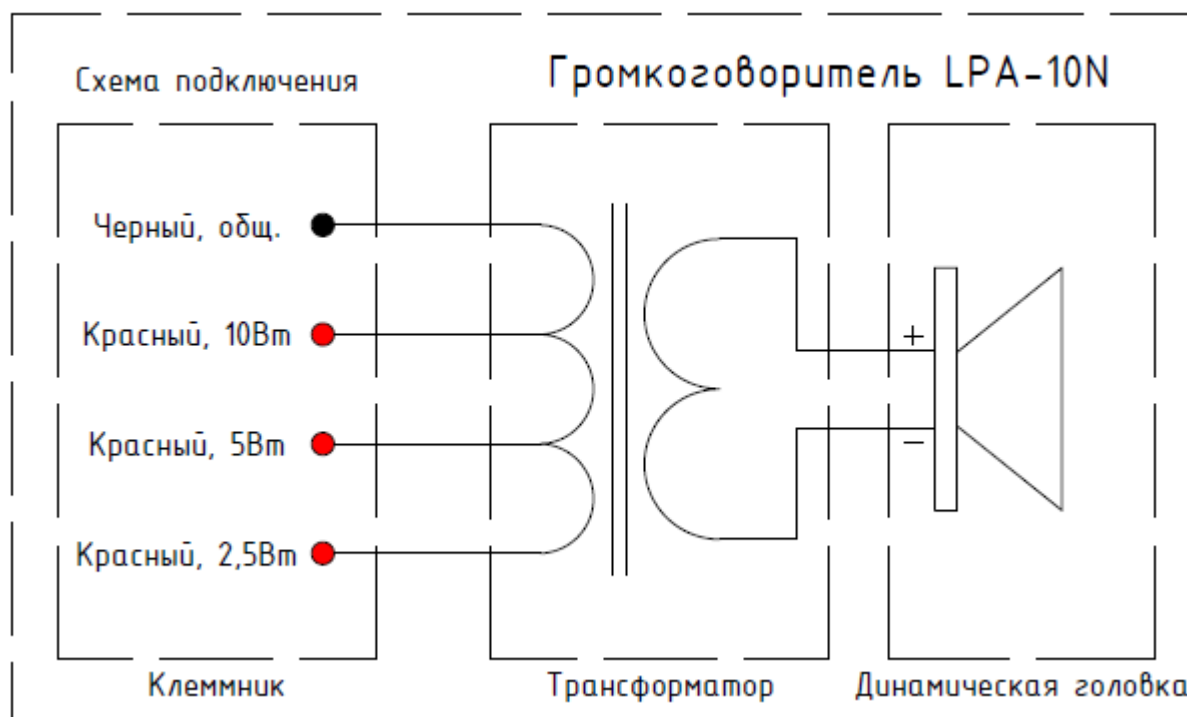 Схема подключения
Громкоговоритель LPA-10N
Черный, общ.
Красный, 10Вт
Красный, 5Вт
Красный, 2,5Вт
+
−
Клеммник
Трансформатор
Динамическая головка